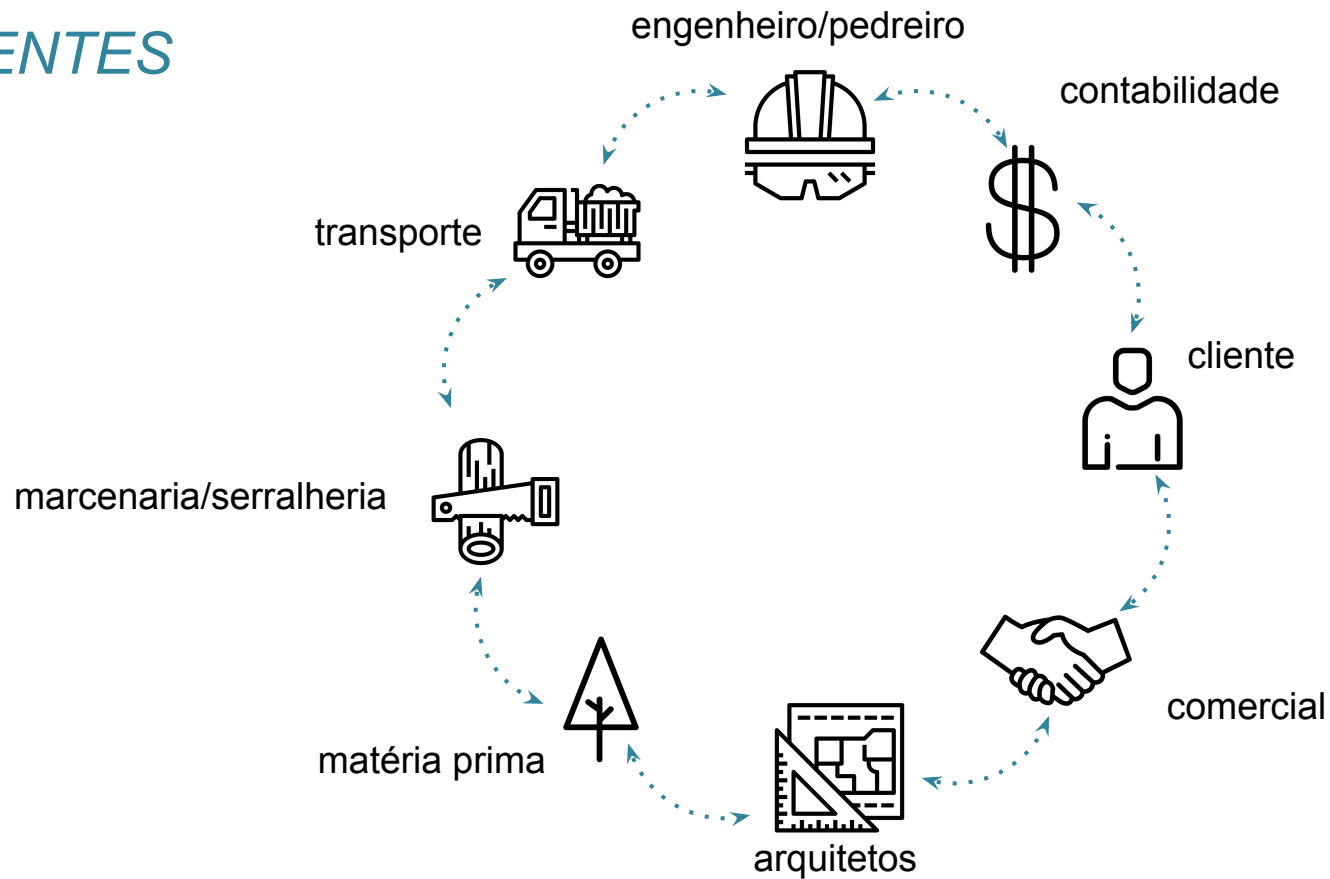 ENTES
engenheiro/pedreiro
contabilidade
transporte
cliente
marcenaria/serralheria
comercial
matéria prima
arquitetos